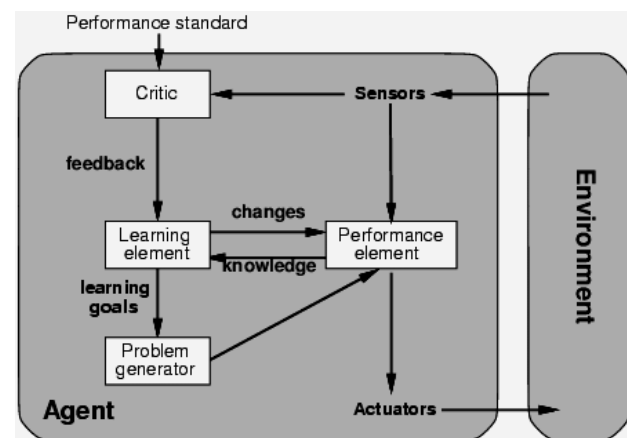 Performance standard
Critic
Sensors
feedback
changes
Learning
element
Performance
element
knowledge
learning
goals
Problem
generator
Agent
Actuators
Environment